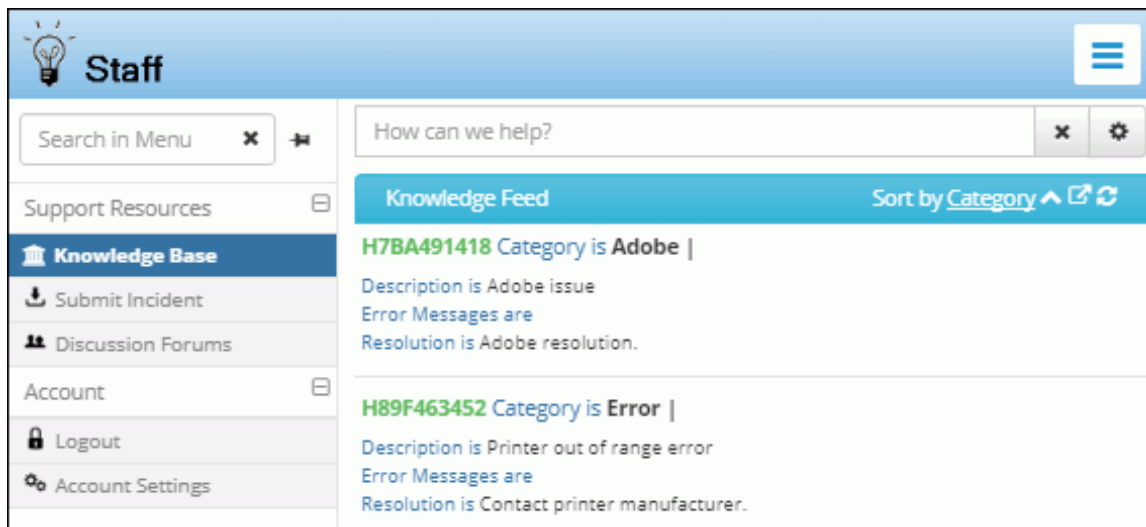 Staff
Search in Menu
Support Resources
Knowledge Base
Submit Incident
Discussion Forums
Account
Logout
Account Settings
How can we help?
Knowledge Feed Sort by Category
H7BA491418 Category is Adobe |
Description is Adobe issue
Error Messages are
Resolution is Adobe resolution.
H89F463452 Category is Error |
Description is Printer out of range error
Error Messages are
Resolution is Contact printer manufacturer.